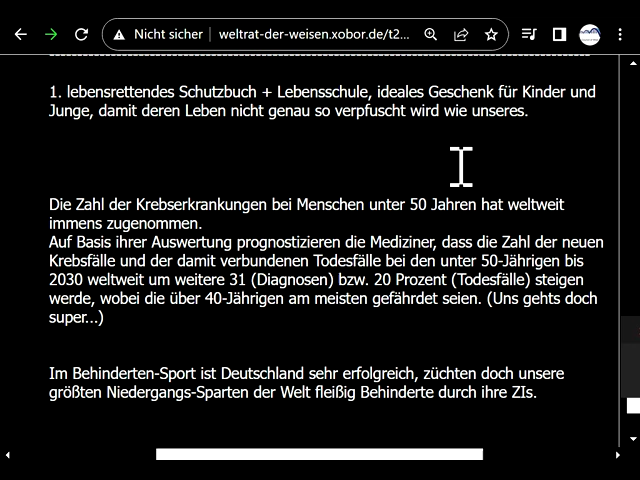 Nicht sicher weltrat-der-weisen.xobor.de/t2...
1. lebensrettendes Schutzbuch + Lebensschule, ideales Geschenk für Kinder und
Junge, damit deren Leben nicht genau so verpfuscht wird wie unseres.
Die Zahl der Krebserkrankungen bei Menschen unter 50 Jahren hat weltweit
immens zugenommen.
Auf Basis ihrer Auswertung prognostizieren die Mediziner, dass die Zahl der neuen
Krebsfälle und der damit verbundenen Todesfälle bei den unter 50-Jährigen bis
2030 weltweit um weitere 31 (Diagnosen) bzw. 20 Prozent (Todesfälle) steigen
werde, wobei die über 40-Jährigen am meisten gefährdet seien. (Uns gehts doch
super...)
Im Behinderten-Sport ist Deutschland sehr erfolgreich, züchten doch unsere
größten Niedergangs-Sparten der Welt fleißig Behinderte durch ihre ZIs.